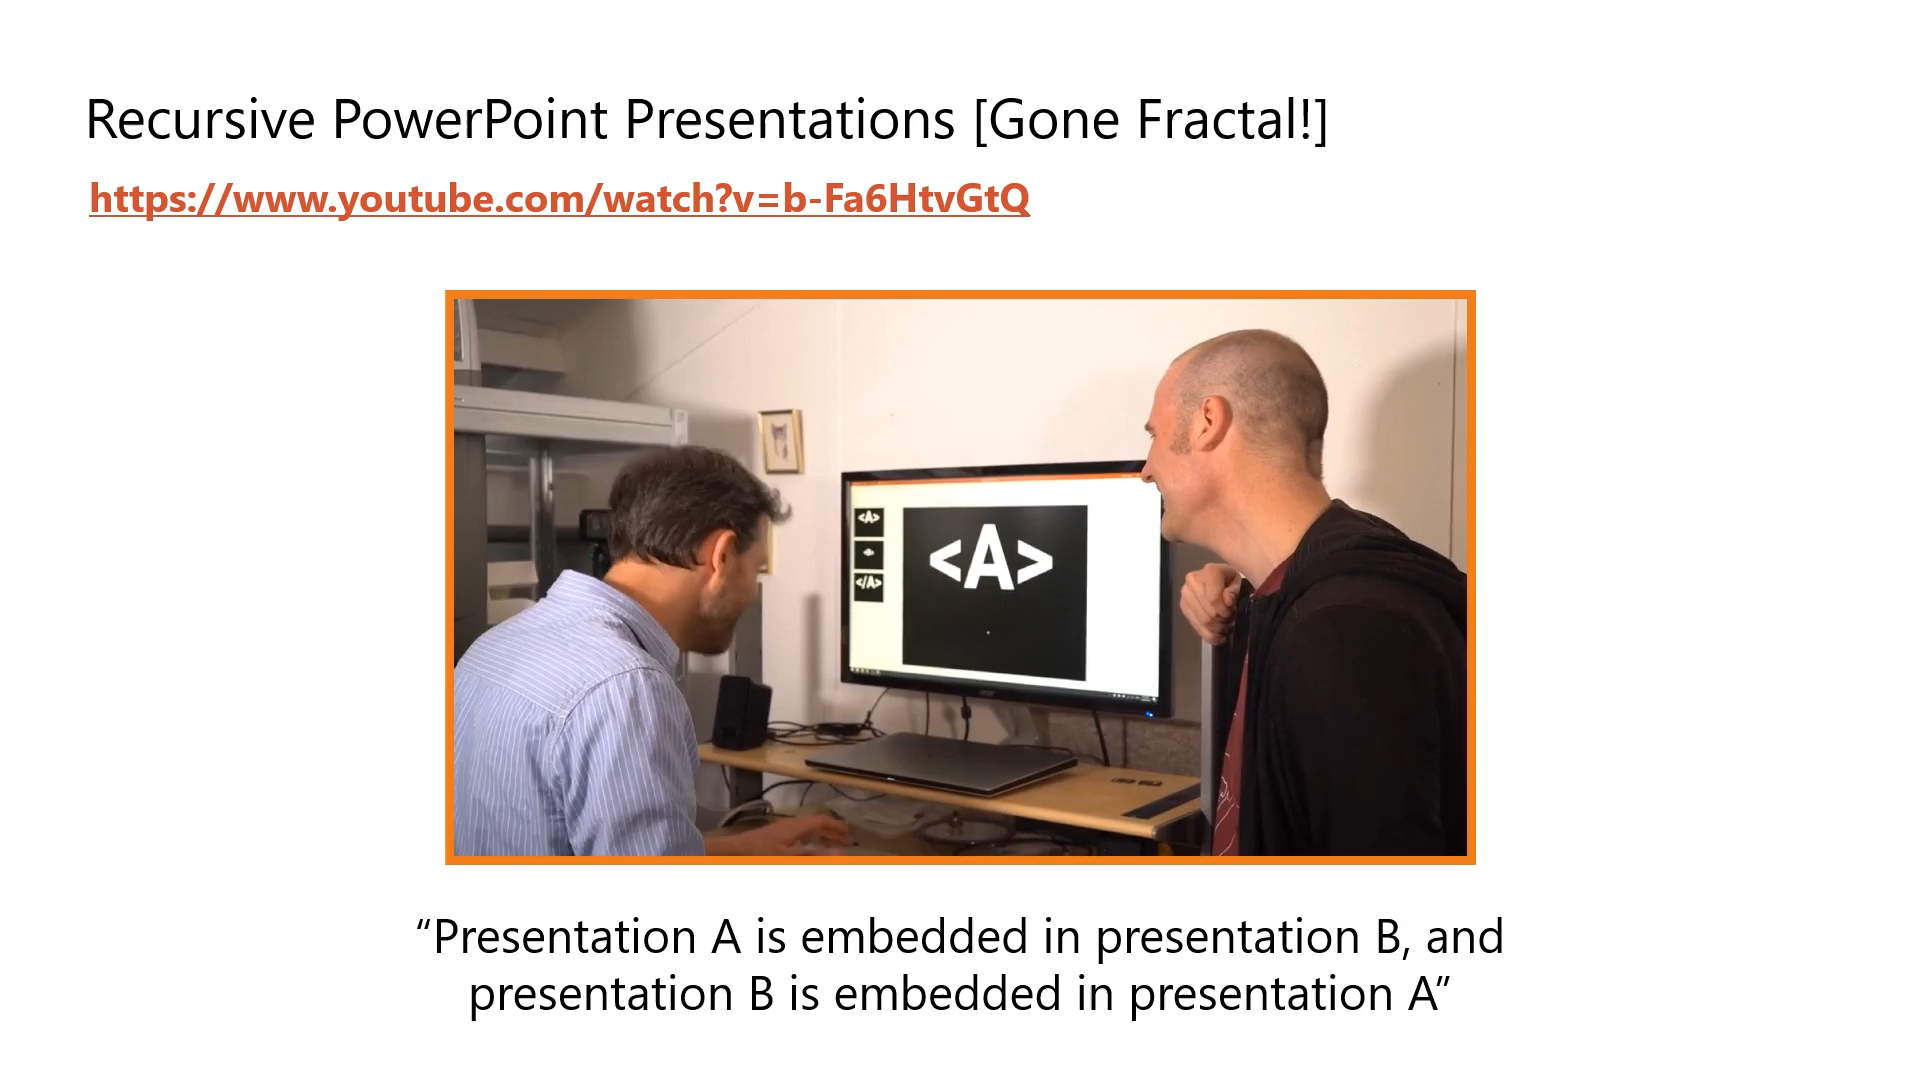 Recursive PowerPoint Presentations [Gone Fractal!]
https://www.youtube.com/watch?v=b-Fa6HtvGtQ
<A>
<A>
</A>
“Presentation A is embedded in presentation B, and
presentation B is embedded in presentation A”